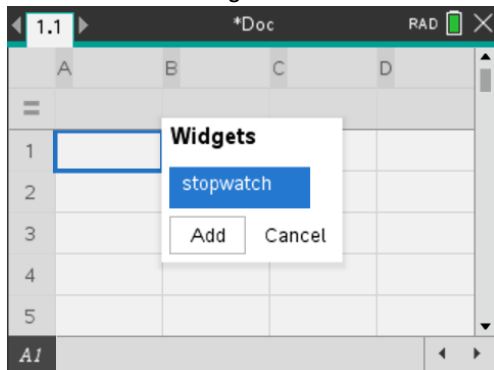 1.1 *Doc RAD
A B C D
=
1
2
3
4
5
Widgets
stopwatch
Add Cancel
A1